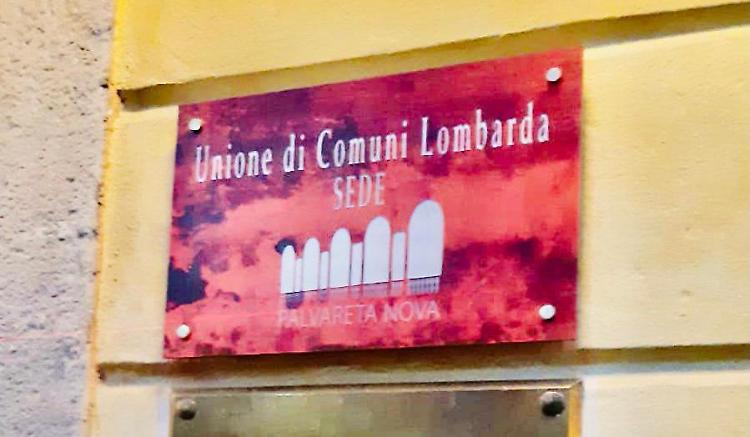 Unione di Comuni Lombarda
SEDE
PALVARETA NOVA